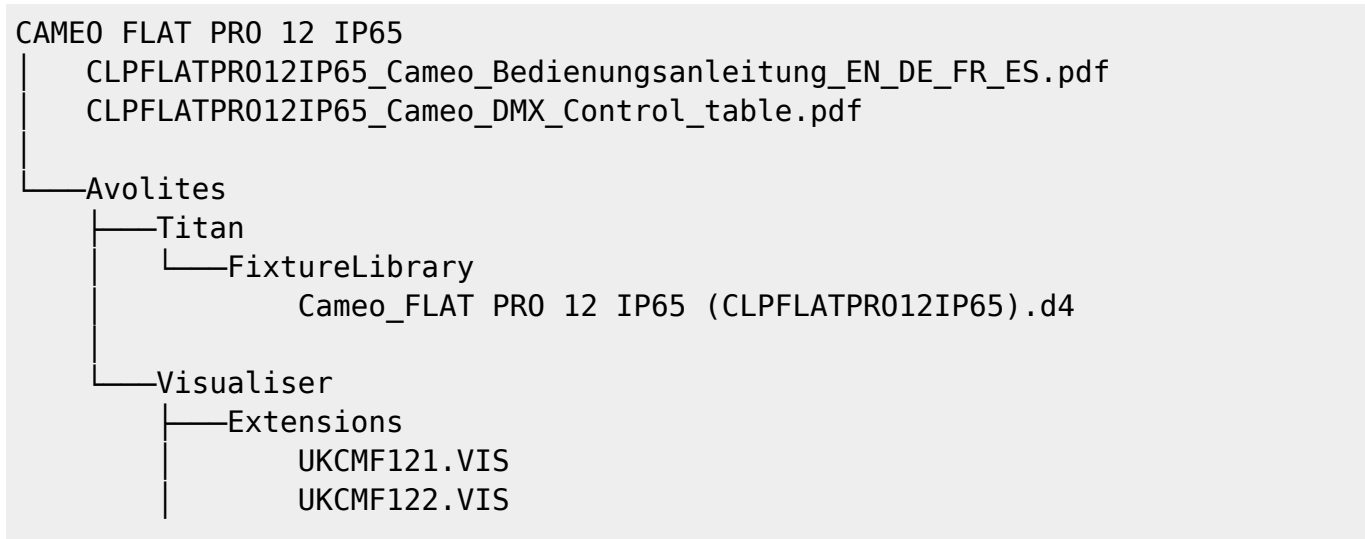 CAMEO FLAT PRO 12 IP65
│   CLPFLATPRO12IP65_Cameo_Bedienungsanleitung_EN_DE_FR_ES.pdf
│   CLPFLATPRO12IP65_Cameo_DMX_Control_table.pdf
│
└───Avolites
    ├───Titan
    │   └───FixtureLibrary
    │           Cameo_FLAT PRO 12 IP65 (CLPFLATPRO12IP65).d4
    │
    └───Visualiser
        ├───Extensions
        │       UKCMF121.VIS
        │       UKCMF122.VIS